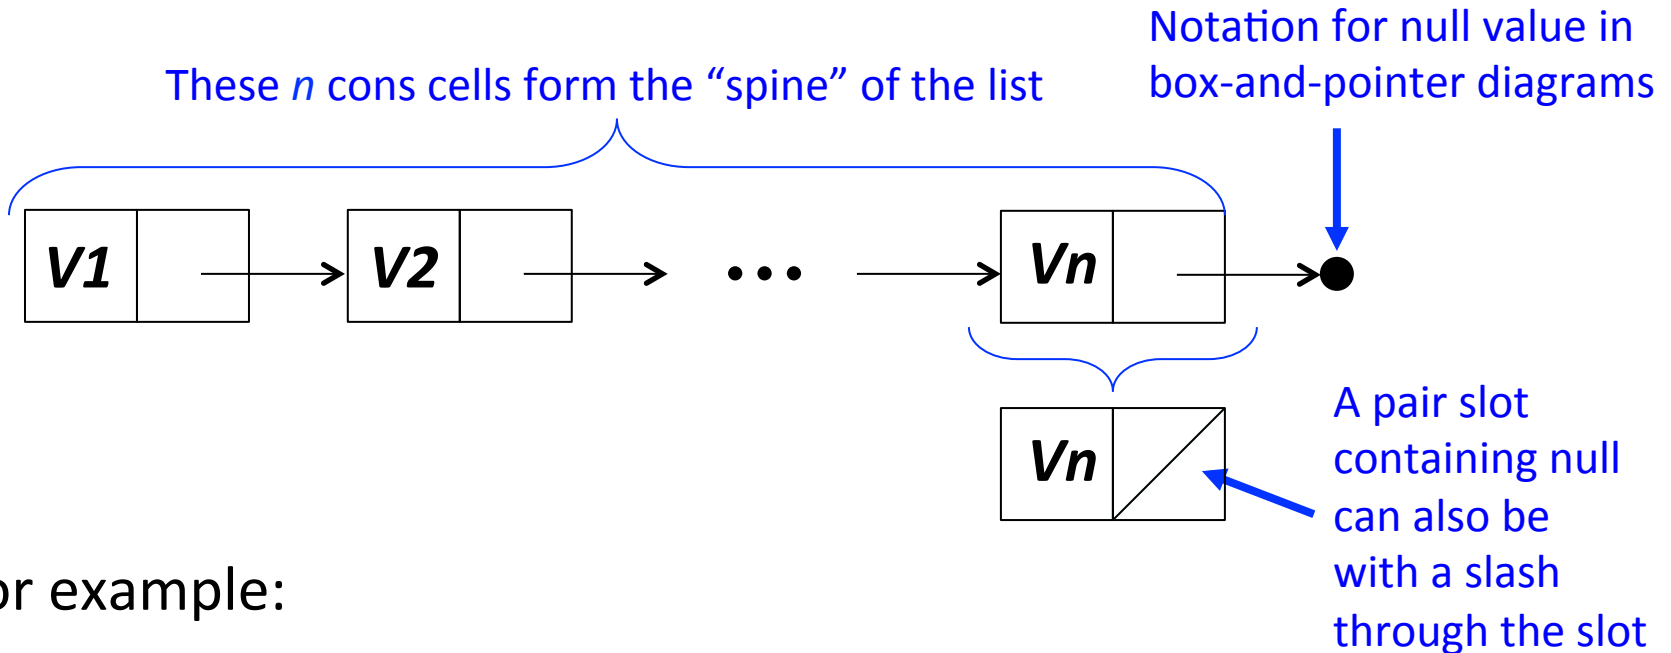 Notation for null value in
box-and-pointer diagrams
These n cons cells form the “spine” of the list
V1 V2 ••• Vn
Vn
A pair slot
containing null
can also be
with a slash
through the slot
or example: